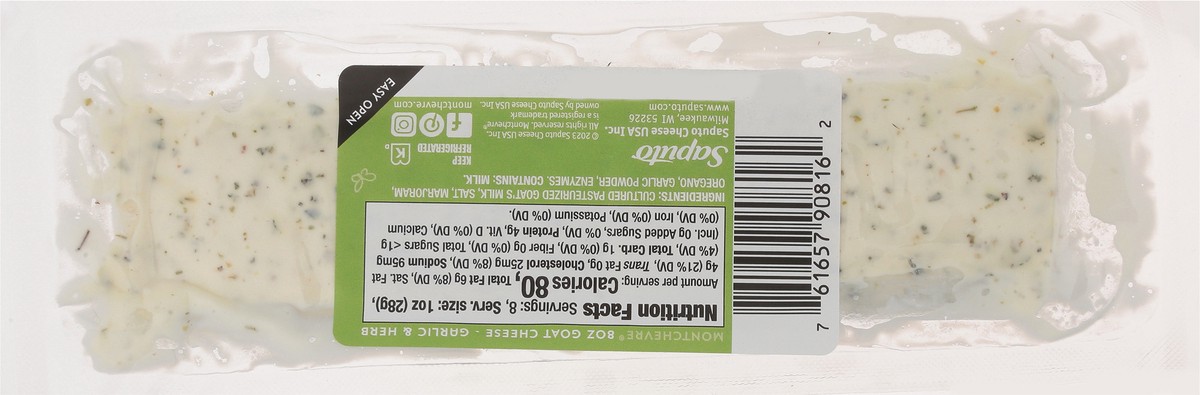 MONTCHEVRE® 8OZ GOAT CHEESE - GARLIC & HERB
Nutrition Facts Servings: 8, Serv. size: 1 oz (28g),
Amount per serving: Calories 80, Total Fat 6g (8% DV), Sat. Fat
4g (21% DV), Trans Fat 0g, Cholesterol 25mg (8% DV), Sodium 95mg
(4% DV), Total Carb. 1g (0% DV), Fiber 0g (0% DV), Total Sugars <1g
(Incl. 0g Added Sugars, 0% DV), Protein 4g, Vit. D (0% DV), Calcium
(0% DV), Iron (0% DV), Potassium (0% DV).
INGREDIENTS: CULTURED PASTEURIZED GOAT'S MILK, SALT, MARJORAM,
OREGANO, GARLIC POWDER, ENZYMES. CONTAINS: MILK.
Saputo
Saputo Cheese USA Inc.
Milwaukee, WI 53226
www.saputo.com
© 2023 Saputo Cheese USA Inc.
All rights reserved. Montchevre®
is a registered trademark
owned by Saputo Cheese USA Inc.
KEEP
REFRIGERATED
K
D
montchevre.com
EASY OPEN
7 61657 90816 2